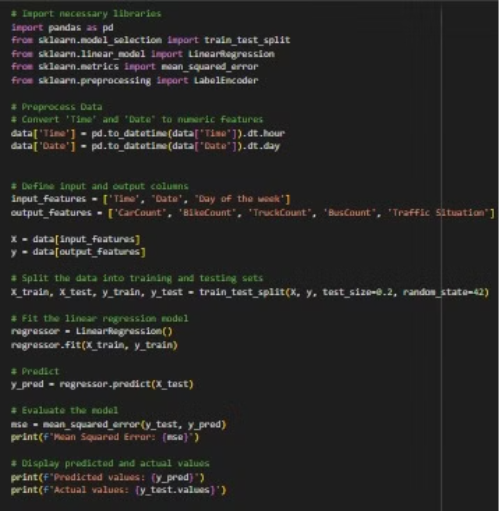 # Import necessary libraries
import pandas as pd
from sklearn.model_selection import train_test_split
from sklearn.linear_model import LinearRegression
from sklearn.metrics import mean_squared_error
from sklearn.preprocessing import LabelEncoder
# Preprocess Data
# Convert 'Time' and 'Date' to numeric features
data['Time'] = pd.to_datetime(data['Time']).dt.hour
data['Date'] = pd.to_datetime(data['Date']).dt.day
# Define input and output columns
input_features = ['Time', 'Date', 'Day of the week']
output_features = ['CarCount', 'BikeCount', 'TruckCount', 'BusCount', 'Traffic Situation']
X = data[input_features]
y = data[output_features]
# Split the data into training and testing sets
X_train, X_test, y_train, y_test = train_test_split(X, y, test_size=0.2, random_state=42)
# Fit the linear regression model
regressor = LinearRegression()
regressor.fit(X_train, y_train)
# Predict
y_pred = regressor.predict(X_test)
# Evaluate the model
mse = mean_squared_error(y_test, y_pred)
print(f'Mean Squared Error: {mse}')
# Display predicted and actual values
print(f'Predicted values: {y_pred}')
print(f'Actual values: {y_test.values}')